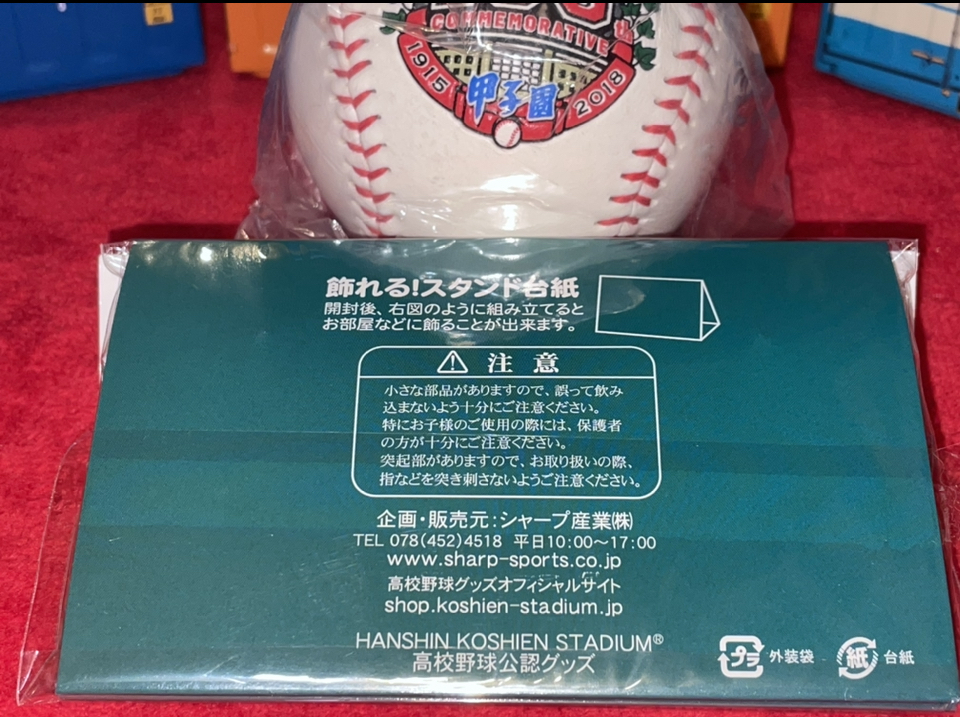 COMMEMORATIVE
1915 甲子園 2018
飾れる!スタンド台紙
開封後、右図のように組み立てると
お部屋などに飾ることが出来ます。
注意
小さな部品がありますので、誤って飲み
込まないよう十分にご注意ください。
特にお子様のご使用の際には、保護者
の方が十分にご注意ください。
突起部がありますので、お取り扱いの際、
指などを突き刺さないようご注意ください。
企画・販売元:シャープ産業㈱
TEL 078(452)4518 平日10:00〜17:00
www.sharp-sports.co.jp
高校野球グッズオフィシャルサイト
shop.koshien-stadium.jp
HANSHIN KOSHIEN STADIUM®
高校野球公認グッズ
プラ 外装袋 紙 台紙